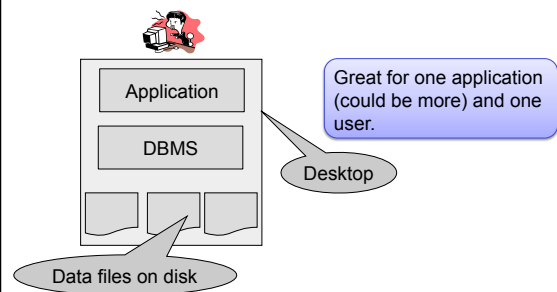 Application
Great for one application
(could be more) and one
user.
DBMS
Desktop
Data files on disk